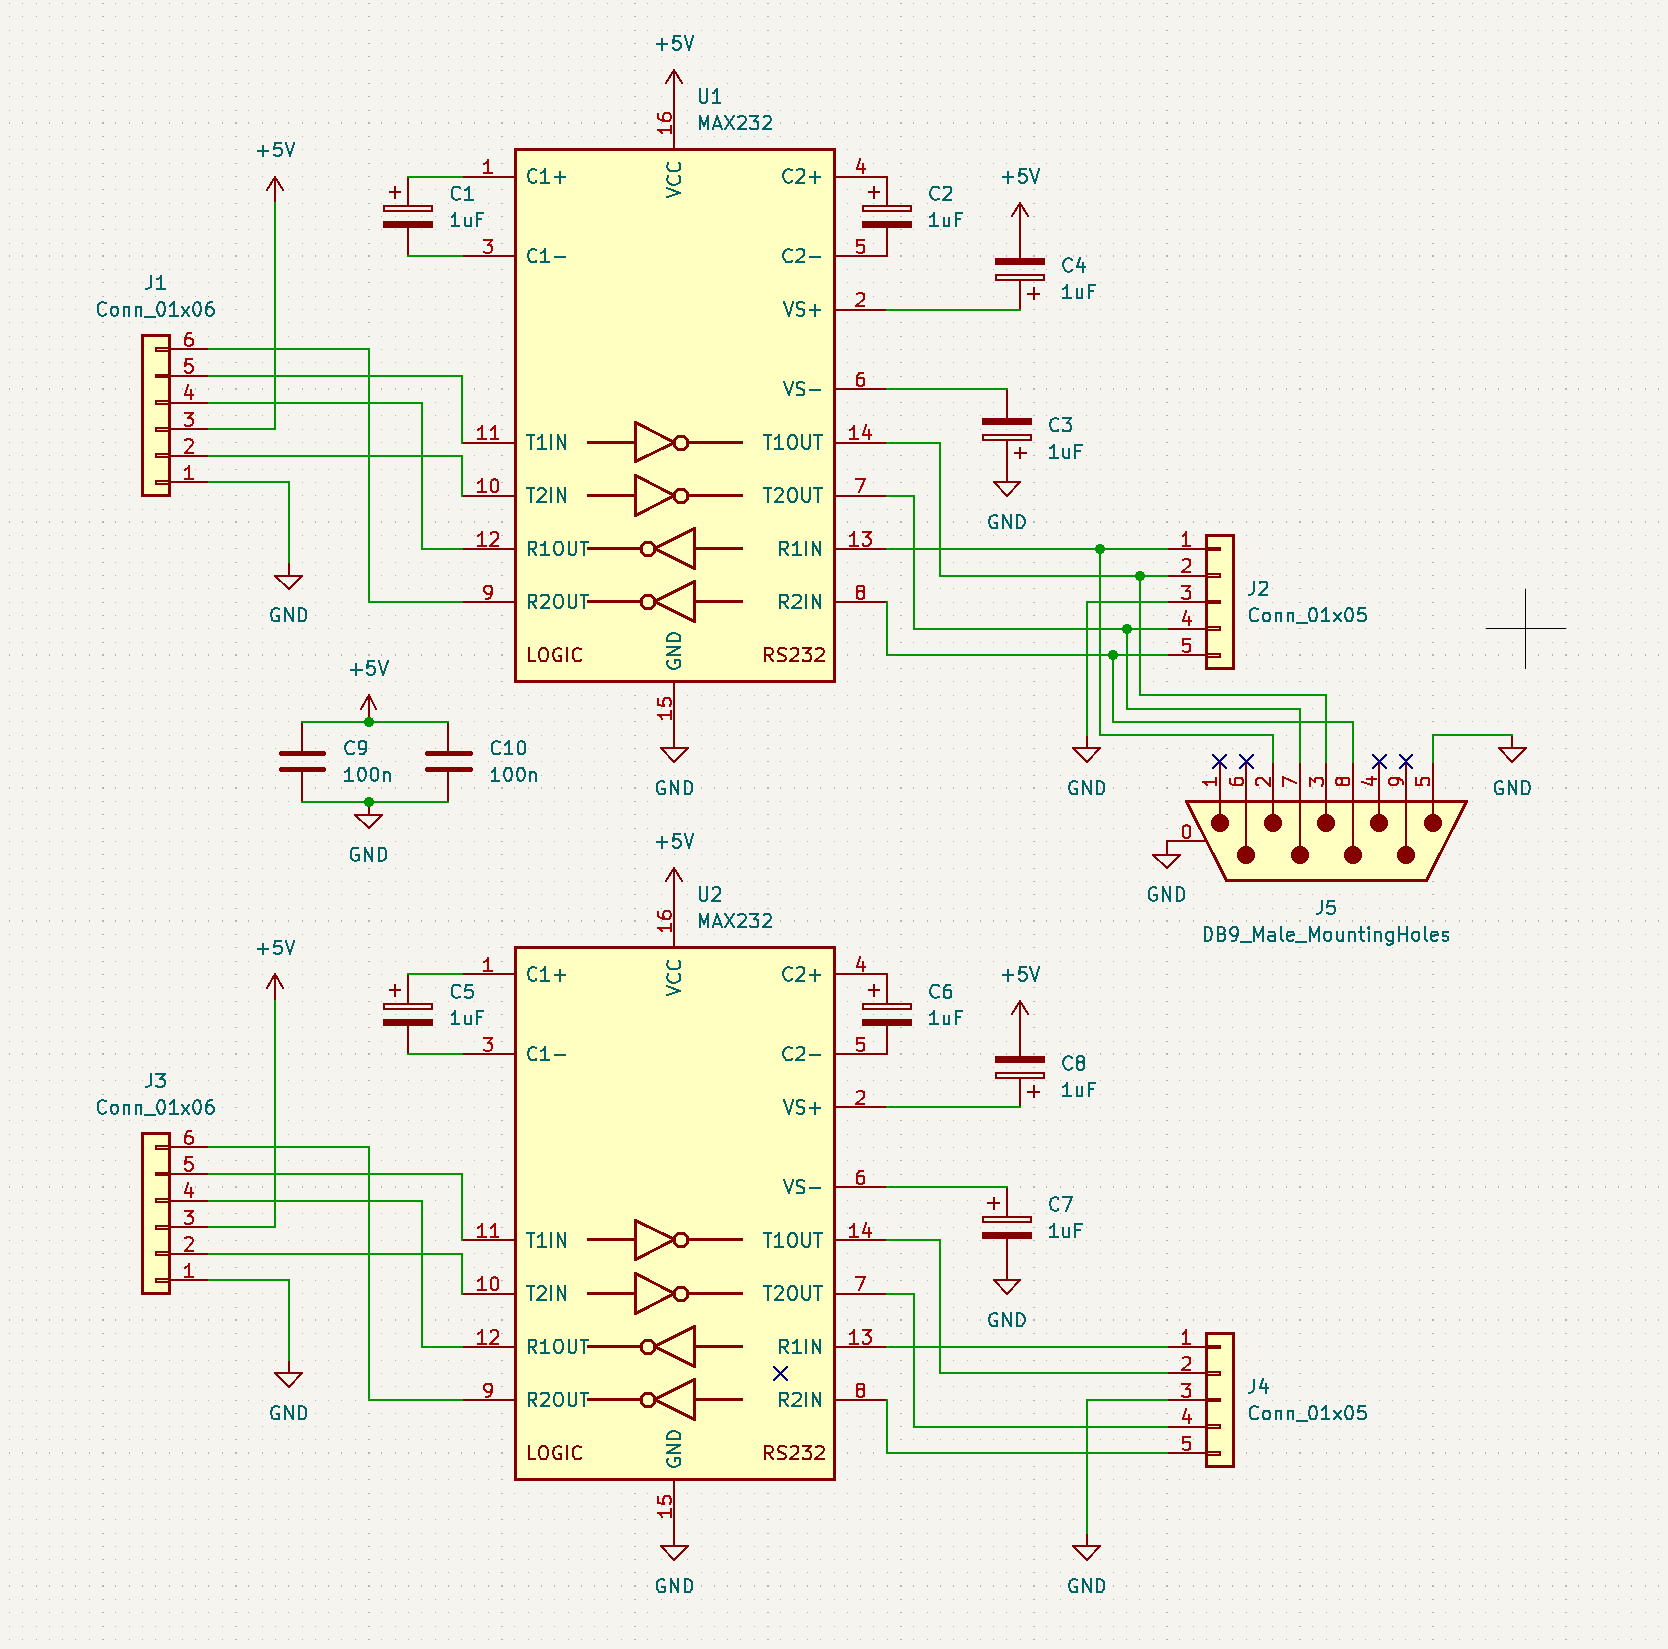 +5V
U1
MAX232
16
+5V
1
C1+
VCC
C2+
4
+
C1
1uF
+
C2
1uF
+5V
3
C1-
C2-
5
C4
1uF
+
J1
Conn_01x06
VS+
2
6
5
4
3
2
1
VS-
6
C3
1uF
+
GND
11
T1IN
T1OUT
14
10
T2IN
T2OUT
7
12
R1OUT
R1IN
13
9
R2OUT
R2IN
8
LOGIC
GND
RS232
15
GND
GND
1
2
3
4
5
J2
Conn_01x05
+5V
C9
100n
C10
100n
GND
GND
GND
1
6
2
7
3
8
4
9
5
0
GND
J5
DB9_Male_MountingHoles
+5V
U2
MAX232
16
+5V
1
C1+
VCC
C2+
4
+
C5
1uF
+
C6
1uF
+5V
3
C1-
C2-
5
C8
1uF
+
J3
Conn_01x06
VS+
2
6
5
4
3
2
1
VS-
6
+
C7
1uF
GND
11
T1IN
T1OUT
14
10
T2IN
T2OUT
7
12
R1OUT
R1IN
13
9
R2OUT
R2IN
8
LOGIC
GND
RS232
15
GND
GND
1
2
3
4
5
J4
Conn_01x05
GND